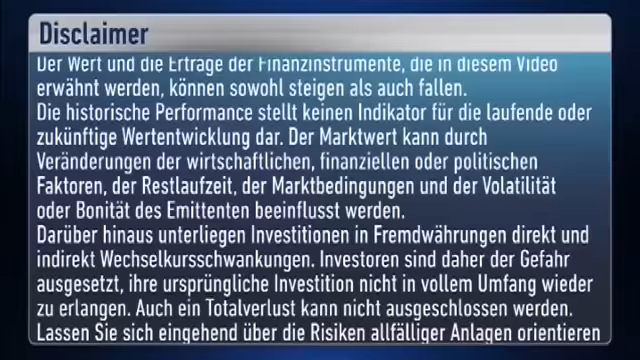 Disclaimer
Der Wert und die Erträge der Finanzinstrumente, die in diesem Video
erwähnt werden, können sowohl steigen als auch fallen.
Die historische Performance stellt keinen Indikator für die laufende oder
zukünftige Wertentwicklung dar. Der Marktwert kann durch
Veränderungen der wirtschaftlichen, finanziellen oder politischen
Faktoren, der Restlaufzeit, der Marktbedingungen und der Volatilität
oder Bonität des Emittenten beeinflusst werden.
Darüber hinaus unterliegen Investitionen in Fremdwährungen direkt und
indirekt Wechselkursschwankungen. Investoren sind daher der Gefahr
ausgesetzt, ihre ursprüngliche Investition nicht in vollem Umfang wieder
zu erlangen. Auch ein Totalverlust kann nicht ausgeschlossen werden.
Lassen Sie sich eingehend über die Risiken allfälliger Anlagen orientieren